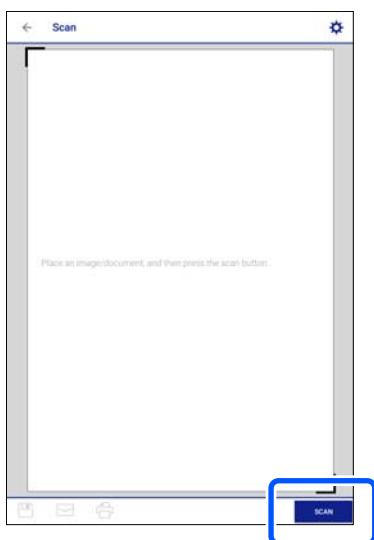 Scan
Place an image/document, and then press the scan button.
SCAN